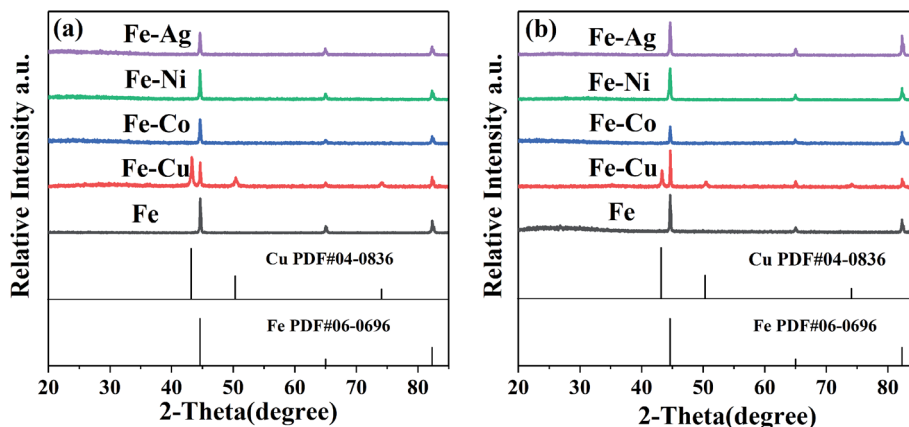 (a)
Fe-Ag
Fe-Ni
Fe-Co
Fe-Cu
Fe
Cu PDF#04-0836
Fe PDF#06-0696
Relative Intensity a.u.
20 30 40 50 60 70 80
2-Theta(degree)
(b)
Fe-Ag
Fe-Ni
Fe-Co
Fe-Cu
Fe
Cu PDF#04-0836
Fe PDF#06-0696
Relative Intensity a.u.
20 30 40 50 60 70 80
2-Theta(degree)